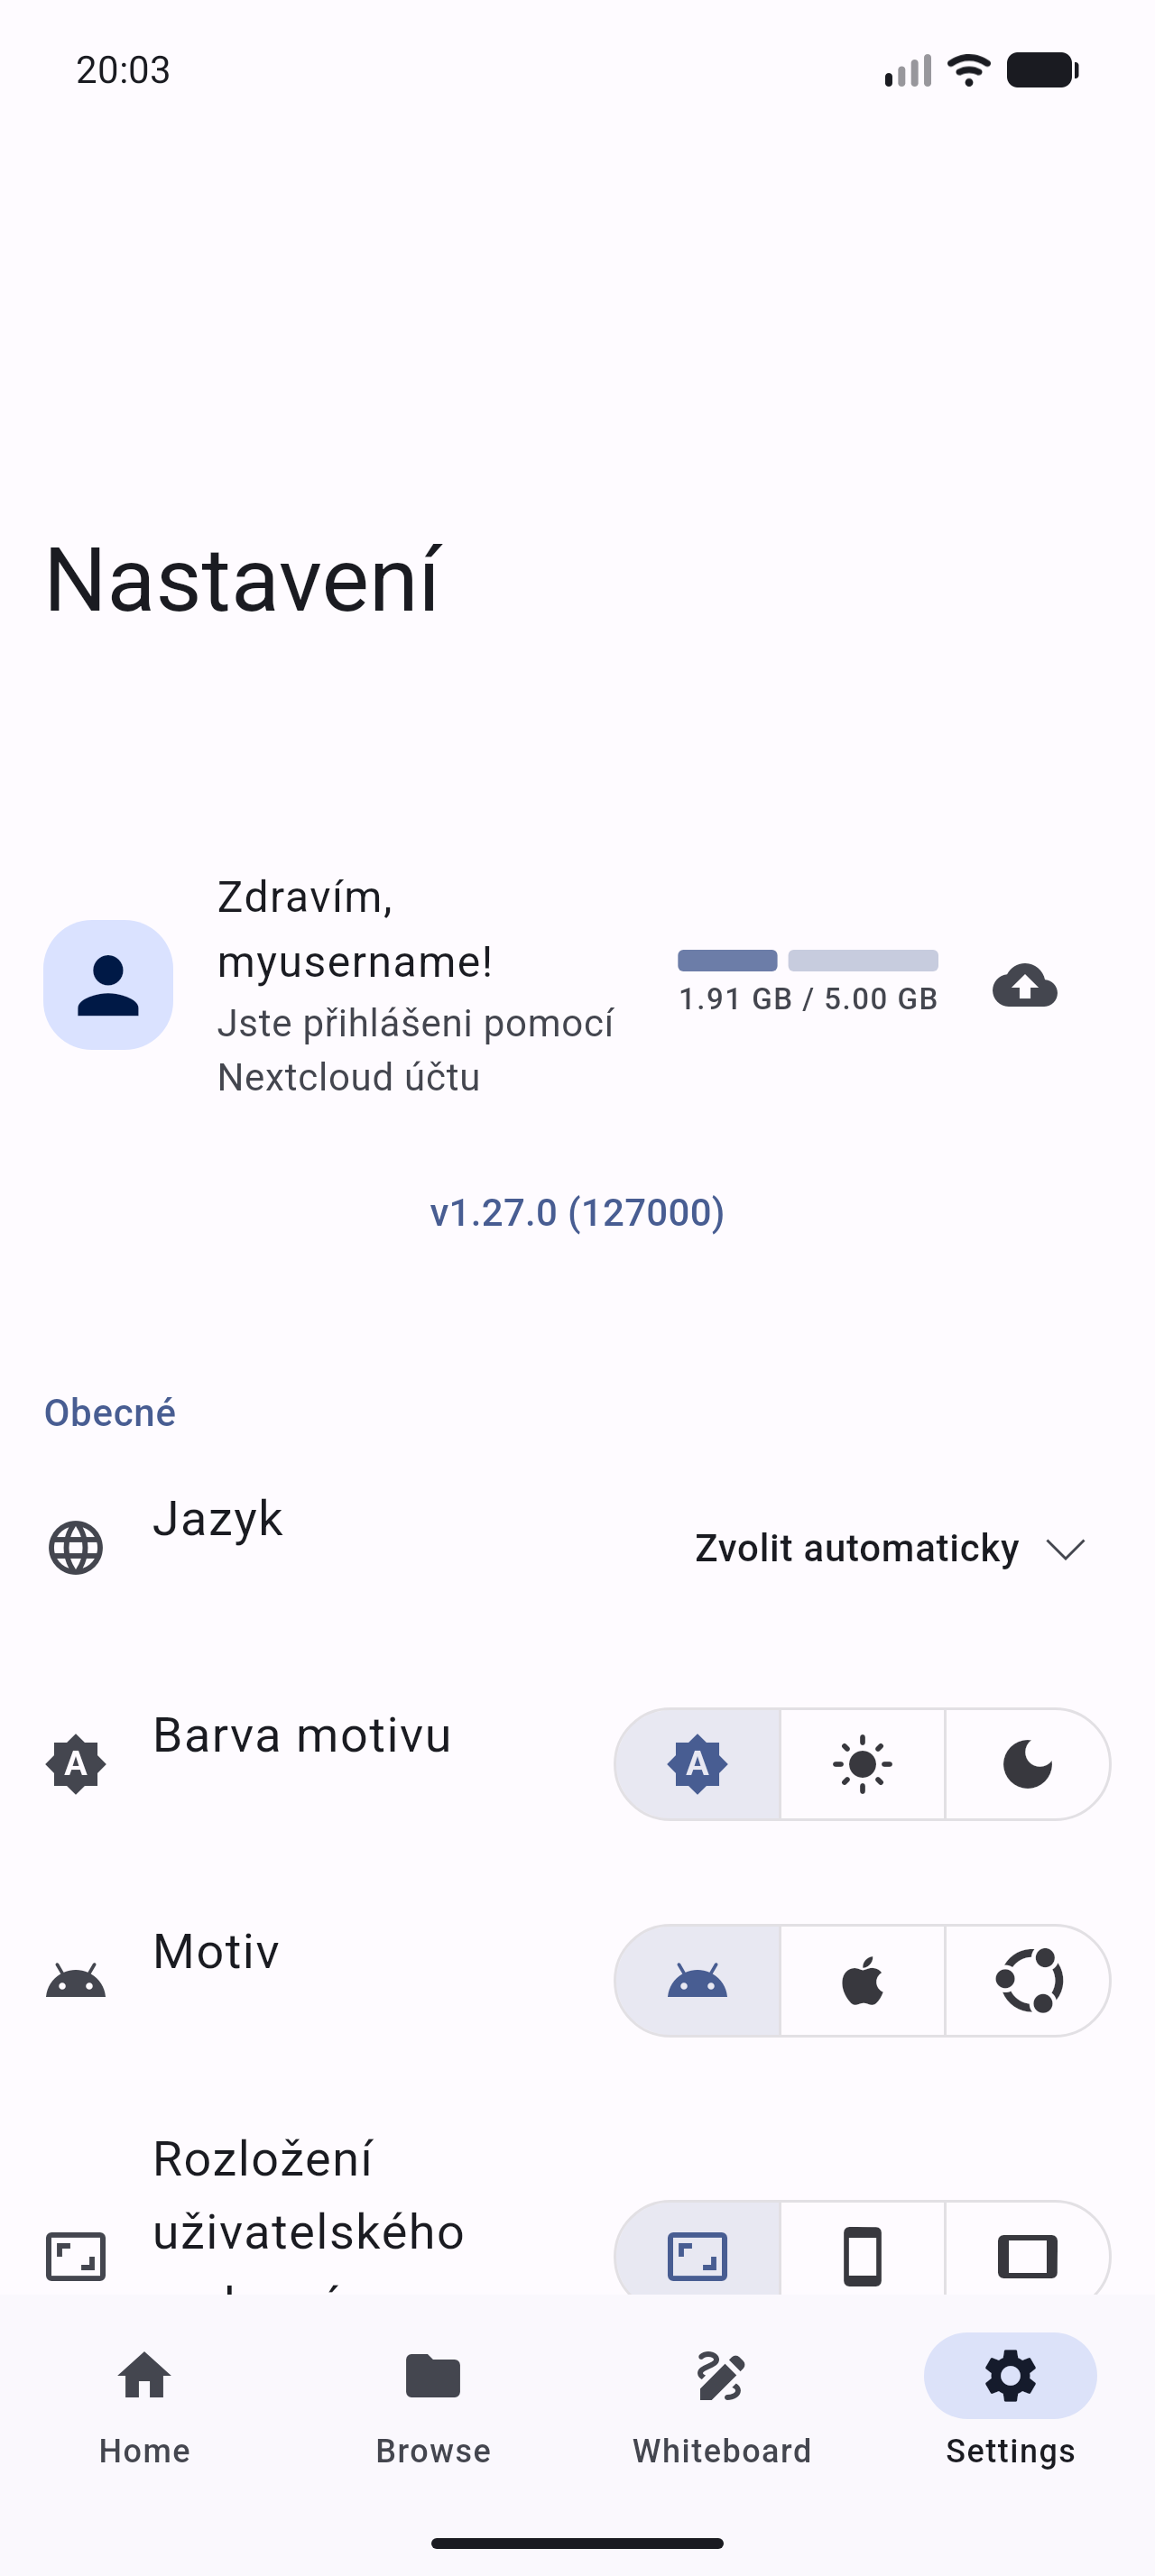 20:03
Nastavení
Zdravím,
myusername!
Jste přihlášeni pomocí
Nextcloud účtu
1.91 GB / 5.00 GB
v1.27.0 (127000)
Obecné
Jazyk
Zvolit automaticky
A
Barva motivu
A
Motiv
Rozložení
uživatelského
Home
Browse
Whiteboard
Settings